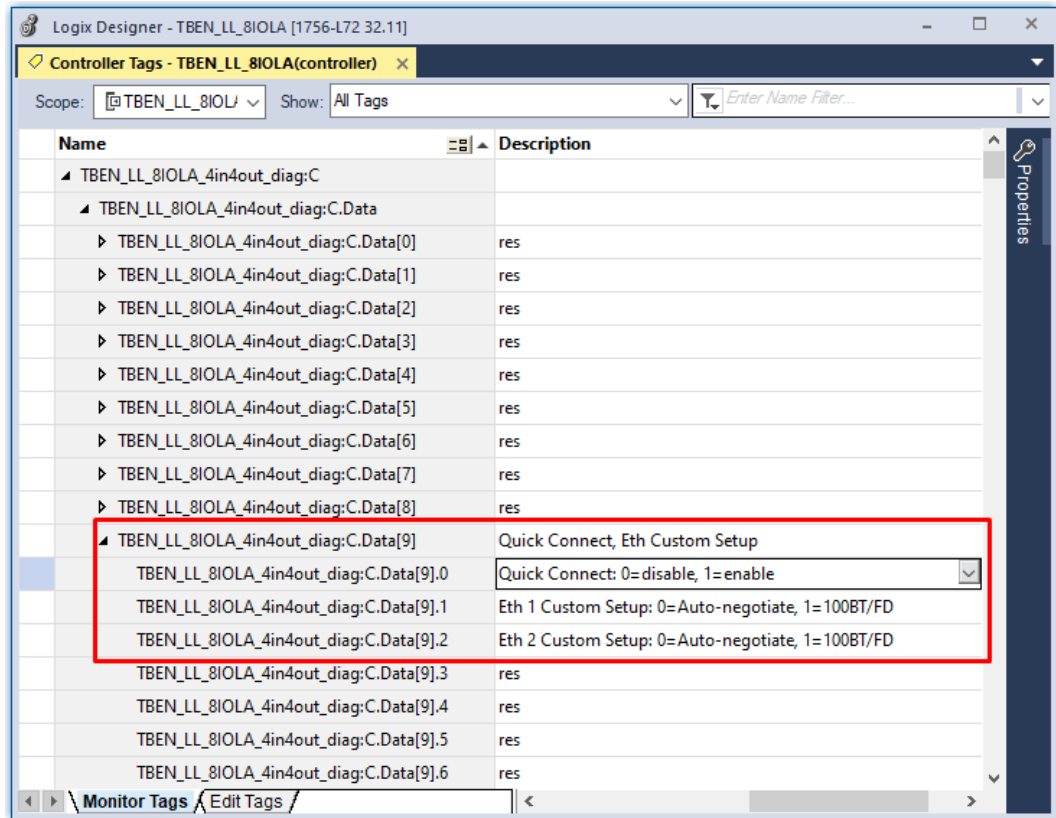 Logix Designer - TBEN_LL_8IOLA [1756-L72 32.11]
Controller Tags - TBEN_LL_8IOLA(controller)
Scope: TBEN_LL_8IOL Show: All Tags Enter Name Filter...
Name Description
TBEN_LL_8IOLA_4in4out_diag:C
TBEN_LL_8IOLA_4in4out_diag:C.Data
TBEN_LL_8IOLA_4in4out_diag:C.Data[0] res
TBEN_LL_8IOLA_4in4out_diag:C.Data[1] res
TBEN_LL_8IOLA_4in4out_diag:C.Data[2] res
TBEN_LL_8IOLA_4in4out_diag:C.Data[3] res
TBEN_LL_8IOLA_4in4out_diag:C.Data[4] res
TBEN_LL_8IOLA_4in4out_diag:C.Data[5] res
TBEN_LL_8IOLA_4in4out_diag:C.Data[6] res
TBEN_LL_8IOLA_4in4out_diag:C.Data[7] res
TBEN_LL_8IOLA_4in4out_diag:C.Data[8] res
TBEN_LL_8IOLA_4in4out_diag:C.Data[9] Quick Connect, Eth Custom Setup
TBEN_LL_8IOLA_4in4out_diag:C.Data[9].0 Quick Connect: 0=disable, 1=enable
TBEN_LL_8IOLA_4in4out_diag:C.Data[9].1 Eth 1 Custom Setup: 0=Auto-negotiate, 1=100BT/FD
TBEN_LL_8IOLA_4in4out_diag:C.Data[9].2 Eth 2 Custom Setup: 0=Auto-negotiate, 1=100BT/FD
TBEN_LL_8IOLA_4in4out_diag:C.Data[9].3 res
TBEN_LL_8IOLA_4in4out_diag:C.Data[9].4 res
TBEN_LL_8IOLA_4in4out_diag:C.Data[9].5 res
TBEN_LL_8IOLA_4in4out_diag:C.Data[9].6 res
Monitor Tags Edit Tags
Properties